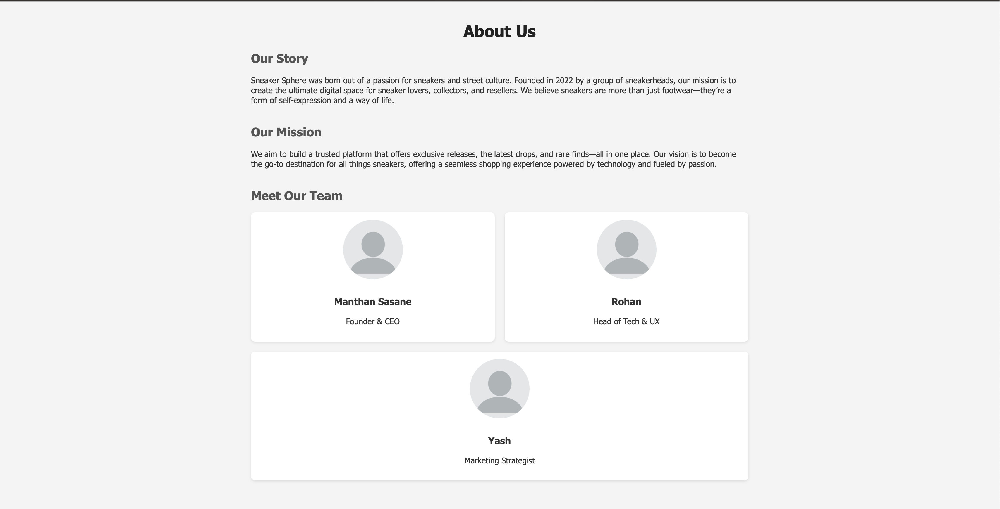 About Us
Our Story
Sneaker Sphere was born out of a passion for sneakers and street culture. Founded in 2022 by a group of sneakerheads, our mission is to
create the ultimate digital space for sneaker lovers, collectors, and resellers. We believe sneakers are more than just footwear—they’re a
form of self-expression and a way of life.
Our Mission
We aim to build a trusted platform that offers exclusive releases, the latest drops, and rare finds—all in one place. Our vision is to become
the go-to destination for all things sneakers, offering a seamless shopping experience powered by technology and fueled by passion.
Meet Our Team
Manthan Sasane
Founder & CEO
Rohan
Head of Tech & UX
Yash
Marketing Strategist